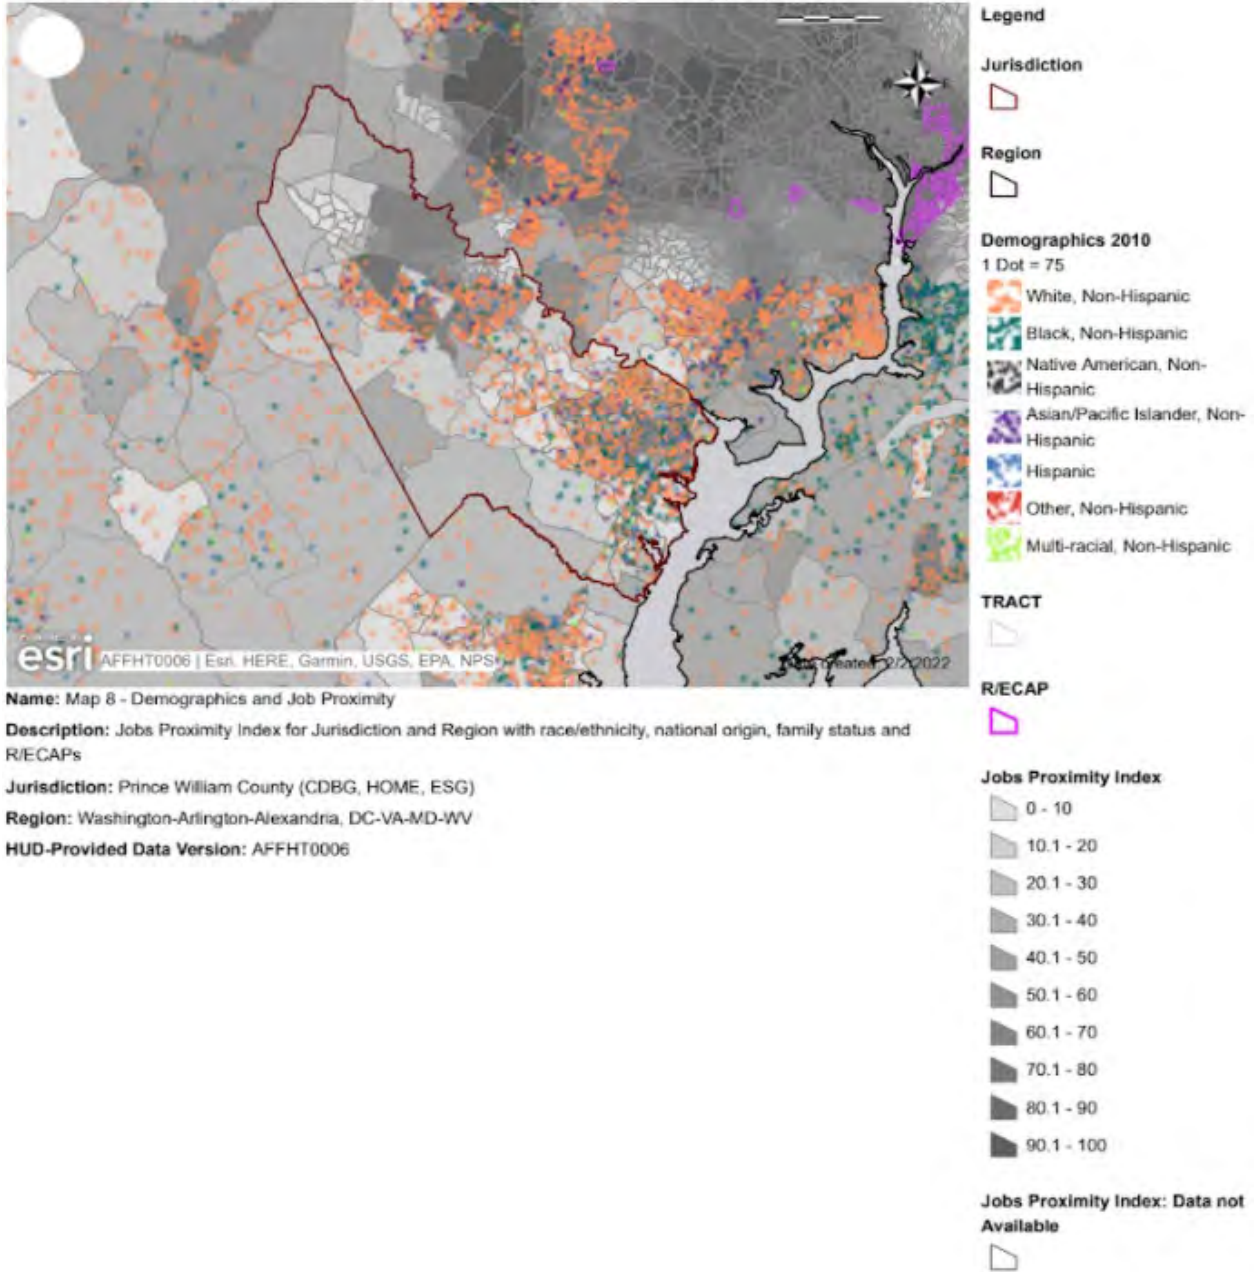 Legend
Jurisdiction
Region
Demographics 2010
1 Dot = 75
White, Non-Hispanic
Black, Non-Hispanic
Native American, Non-
Hispanic
Asian/Pacific Islander, Non-
Hispanic
Hispanic
Other, Non-Hispanic
Multi-racial, Non-Hispanic
TRACT
R/ECAP
Jobs Proximity Index
0 - 10
10.1 - 20
20.1 - 30
30.1 - 40
40.1 - 50
50.1 - 60
60.1 - 70
70.1 - 80
80.1 - 90
90.1 - 100
Jobs Proximity Index: Data not
Available
N
esri
AFFHT0006 | Esri, HERE, Garmin, USGS, EPA, NPS
created 2/2/2022
Name: Map 8 - Demographics and Job Proximity
Description: Jobs Proximity Index for Jurisdiction and Region with race/ethnicity, national origin, family status and
R/ECAPs
Jurisdiction: Prince William County (CDBG, HOME, ESG)
Region: Washington-Arlington-Alexandria, DC-VA-MD-WV
HUD-Provided Data Version: AFFHT0006